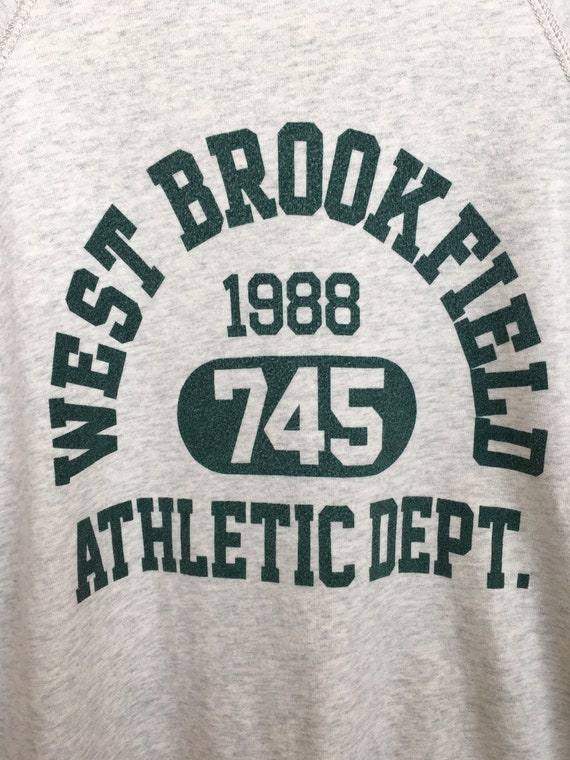 WEST BROOKFIELD
1988
745
ATHLETIC DEPT.